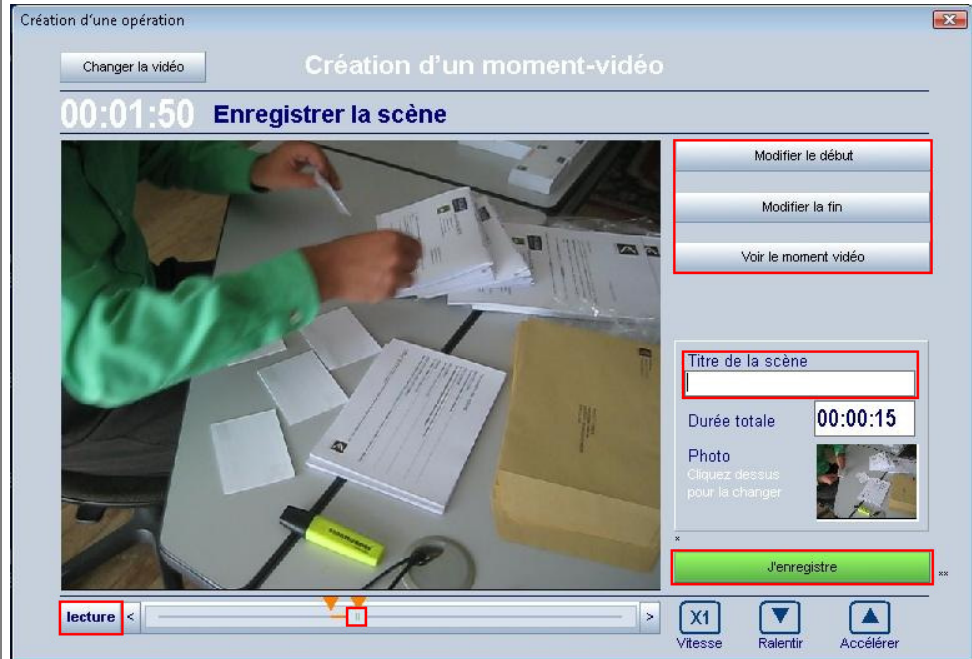 Création d'une opération
Changer la vidéo
Création d'un moment-vidéo
00:01:50 Enregistrer la scène
Modifier le début
Modifier la fin
Voir le moment vidéo
Titre de la scène
Durée totale 00:00:15
Photo
Cliquez dessus
pour la changer
*
J'enregistre
**
lecture < >
X1
Vitesse Ralentir Accélérer